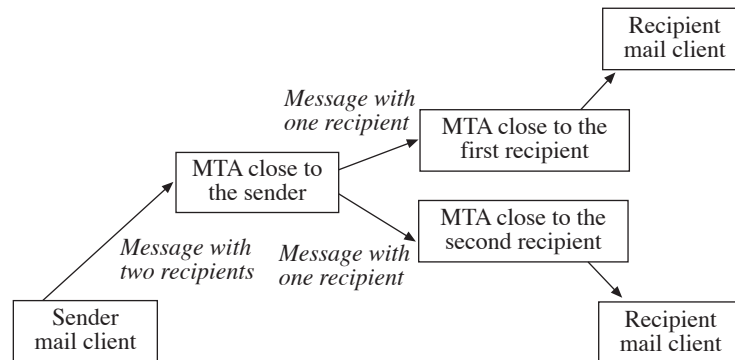 Recipient
mail client
Message with
one recipient
MTA close to the
first recipient
MTA close to
the sender
MTA close to the
second recipient
Message with
two recipients
Message with
one recipient
Sender
mail client
Recipient
mail client